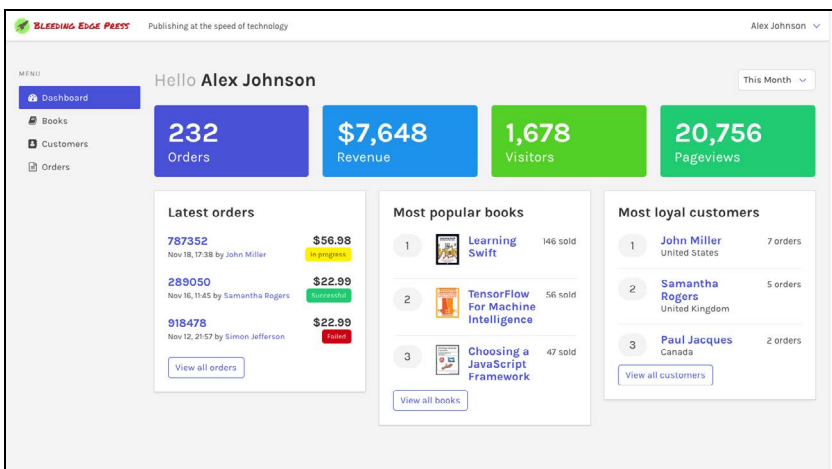 BLEEDING EDGE PRESS
Publishing at the speed of technology
Alex Johnson
MENU
Dashboard
Books
Customers
Orders
Hello Alex Johnson
This Month
232
Orders
$7,648
Revenue
1,678
Visitors
20,756
Pageviews
Latest orders
787352 $56.98
Nov 18, 17:38 by John Miller In progress
289050 $22.99
Nov 16, 11:45 by Samantha Rogers Successful
918478 $22.99
Nov 12, 21:57 by Simon Jefferson Failed
View all orders
Most popular books
1 Learning 146 sold
Swift
2 TensorFlow 56 sold
For Machine
Intelligence
3 Choosing a 47 sold
JavaScript
Framework
View all books
Most loyal customers
1 John Miller 7 orders
United States
2 Samantha 5 orders
Rogers
United Kingdom
3 Paul Jacques 2 orders
Canada
View all customers